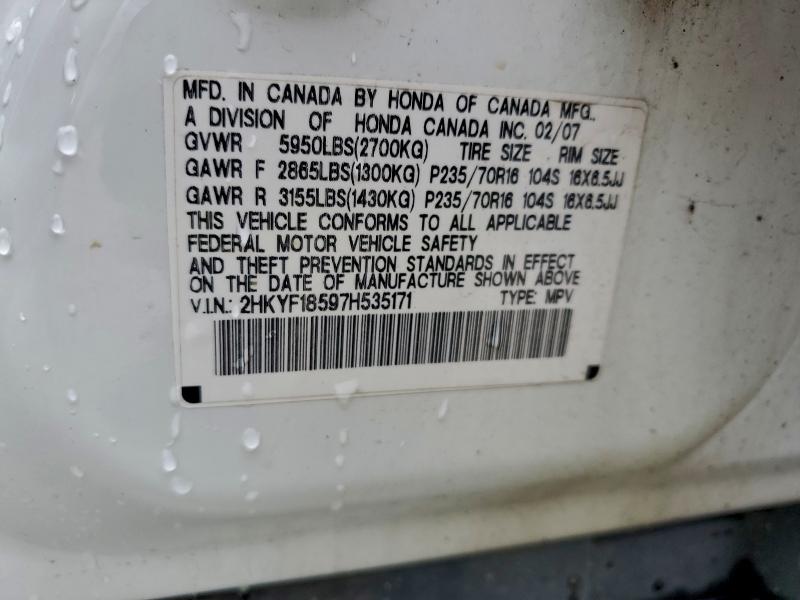 MFD. IN CANADA BY HONDA OF CANADA MFG.,
A DIVISION OF HONDA CANADA INC. 02/07
GVWR 5950LBS(2700KG) TIRE SIZE RIM SIZE
GAWR F 2865LBS(1300KG) P235/70R16 104S 16X6.5JJ
GAWR R 3155LBS(1430KG) P235/70R16 104S 16X6.5JJ
THIS VEHICLE CONFORMS TO ALL APPLICABLE
FEDERAL MOTOR VEHICLE SAFETY
AND THEFT PREVENTION STANDARDS IN EFFECT
ON THE DATE OF MANUFACTURE SHOWN ABOVE
V.I.N.: 2HKYF18597H535171 TYPE: MPV